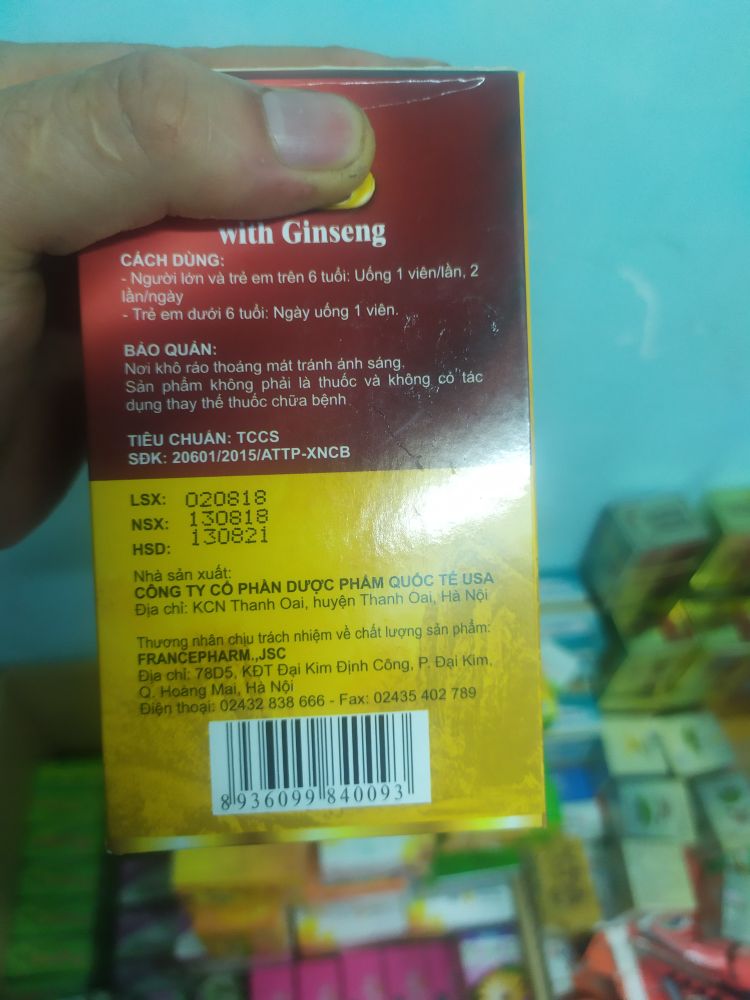 with Ginseng
CÁCH DÙNG:
- Người lớn và trẻ em trên 6 tuổi: Uống 1 viên/lần, 2
lần/ngày
- Trẻ em dưới 6 tuổi: Ngày uống 1 viên.
BẢO QUẢN:
Nơi khô ráo thoáng mát tránh ánh sáng.
Sản phẩm không phải là thuốc và không có tác
dụng thay thế thuốc chữa bệnh
TIÊU CHUẨN: TCCS
SĐK: 20601/2015/ATTP-XNCB
LSX: 020818
NSX: 130818
HSD: 130821
Nhà sản xuất:
CÔNG TY CỔ PHẦN DƯỢC PHẨM QUỐC TẾ USA
Địa chỉ: KCN Thanh Oai, huyện Thanh Oai, Hà Nội
Thương nhân chịu trách nhiệm về chất lượng sản phẩm:
FRANCEPHARM.,JSC
Địa chỉ: 78D5, KĐT Đại Kim Định Công, P. Đại Kim,
Q. Hoàng Mai, Hà Nội
Điện thoại: 02432 838 666 - Fax: 02435 402 789
8 936099 840093